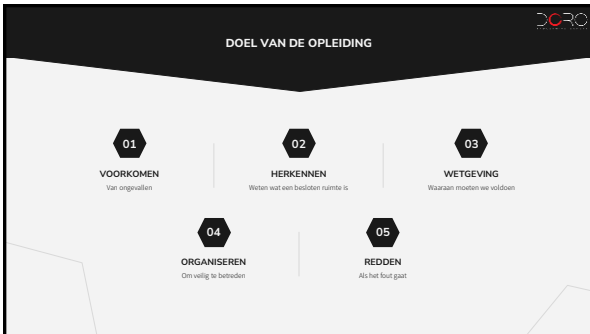 DORO
DOEL VAN DE OPLEIDING
01
VOORKOMEN
Van ongevallen
02
HERKENNEN
Weten wat een besloten ruimte is
03
WETGEVING
Waaraan moeten we voldoen
04
ORGANISEREN
Om veilig te betreden
05
REDDEN
Als het fout gaat